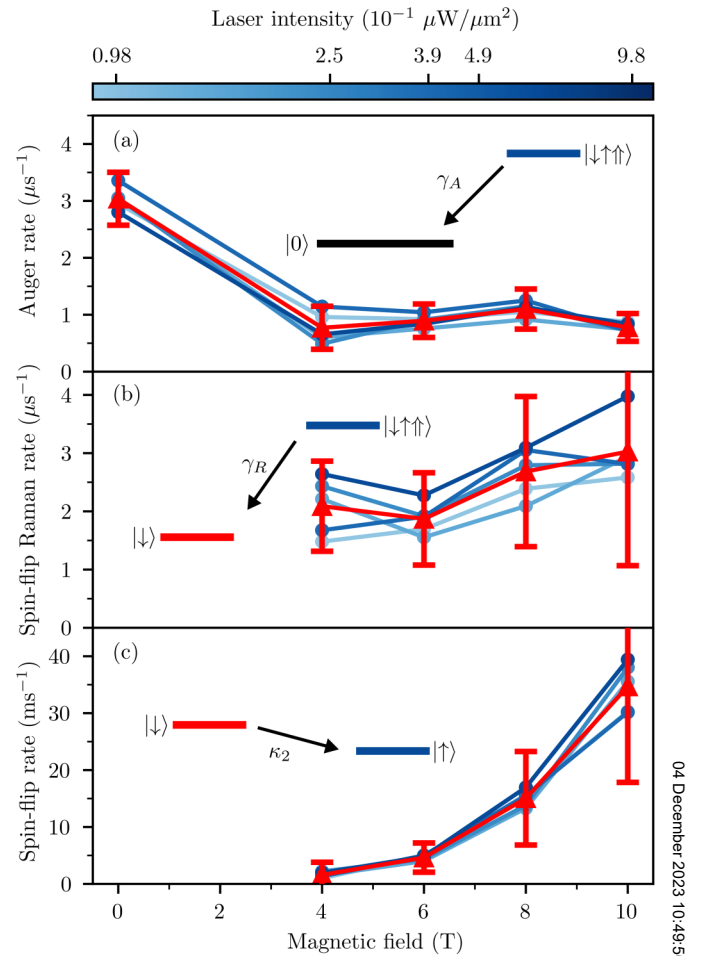 Laser intensity (10⁻¹ μW/μm²)
0.98 2.5 3.9 4.9 9.8
(a)
Auger rate (μs⁻¹)
4
3
2
1
0
|↓↑⇑⟩
γ_A
|0⟩
(b)
Spin-flip Raman rate (μs⁻¹)
4
3
2
1
0
|↓↑⇑⟩
γ_R
|↓⟩
(c)
Spin-flip rate (ms⁻¹)
40
30
20
10
0
|↓⟩
κ₂
|↑⟩
0 2 4 6 8 10
Magnetic field (T)
04 December 2023 10:49:5